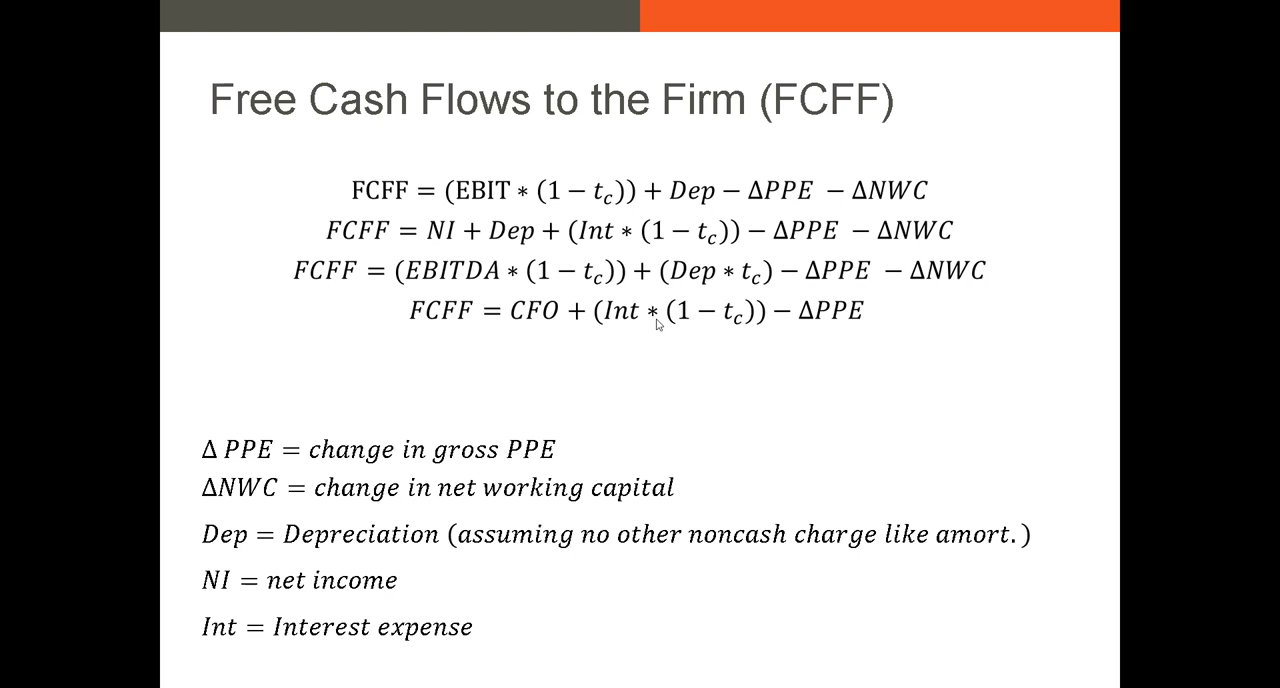 Free Cash Flows to the Firm (FCFF)
FCFF = (EBIT ∗ (1 − t_c)) + Dep − ΔPPE − ΔNWC
FCFF = NI + Dep + (Int ∗ (1 − t_c)) − ΔPPE − ΔNWC
FCFF = (EBITDA ∗ (1 − t_c)) + (Dep ∗ t_c) − ΔPPE − ΔNWC
FCFF = CFO + (Int ∗ (1 − t_c)) − ΔPPE
Δ PPE = change in gross PPE
ΔNWC = change in net working capital
Dep = Depreciation (assuming no other noncash charge like amort.)
NI = net income
Int = Interest expense